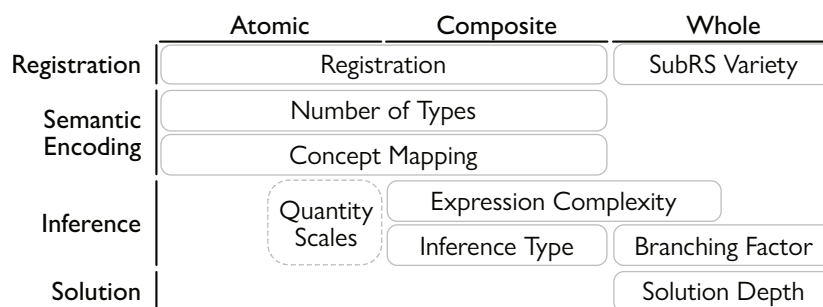 Atomic Composite Whole
Registration Registration SubRS Variety
Semantic Encoding Number of Types
Concept Mapping
Inference Quantity Scales Expression Complexity
Inference Type Branching Factor
Solution Solution Depth